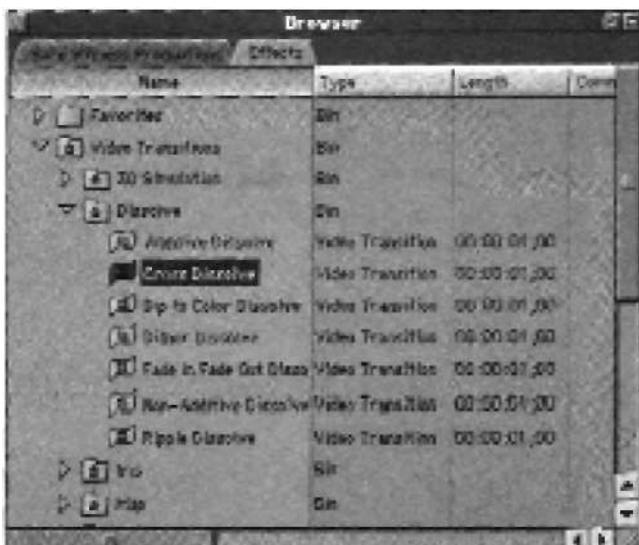 Browser
Effects
Name Type Length Comm
Favorites Bin
Video Transitions Bin
3D Simulation Bin
Dissolve Bin
Additive Dissolve Video Transition 00:00:01;00
Cross Dissolve Video Transition 00:00:01;00
Dip to Color Dissolve Video Transition 00:00:01;00
Dither Dissolve Video Transition 00:00:01;00
Fade In Fade Out Disso Video Transition 00:00:01;00
Non-Additive Dissolve Video Transition 00:00:01;00
Ripple Dissolve Video Transition 00:00:01;00
Iris Bin
Map Bin